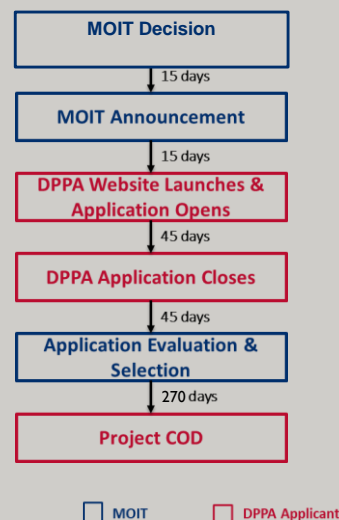 MOIT Decision
15 days
MOIT Announcement
15 days
DPPA Website Launches &
Application Opens
45 days
DPPA Application Closes
45 days
Application Evaluation &
Selection
270 days
Project COD
MOIT
DPPA Applicant